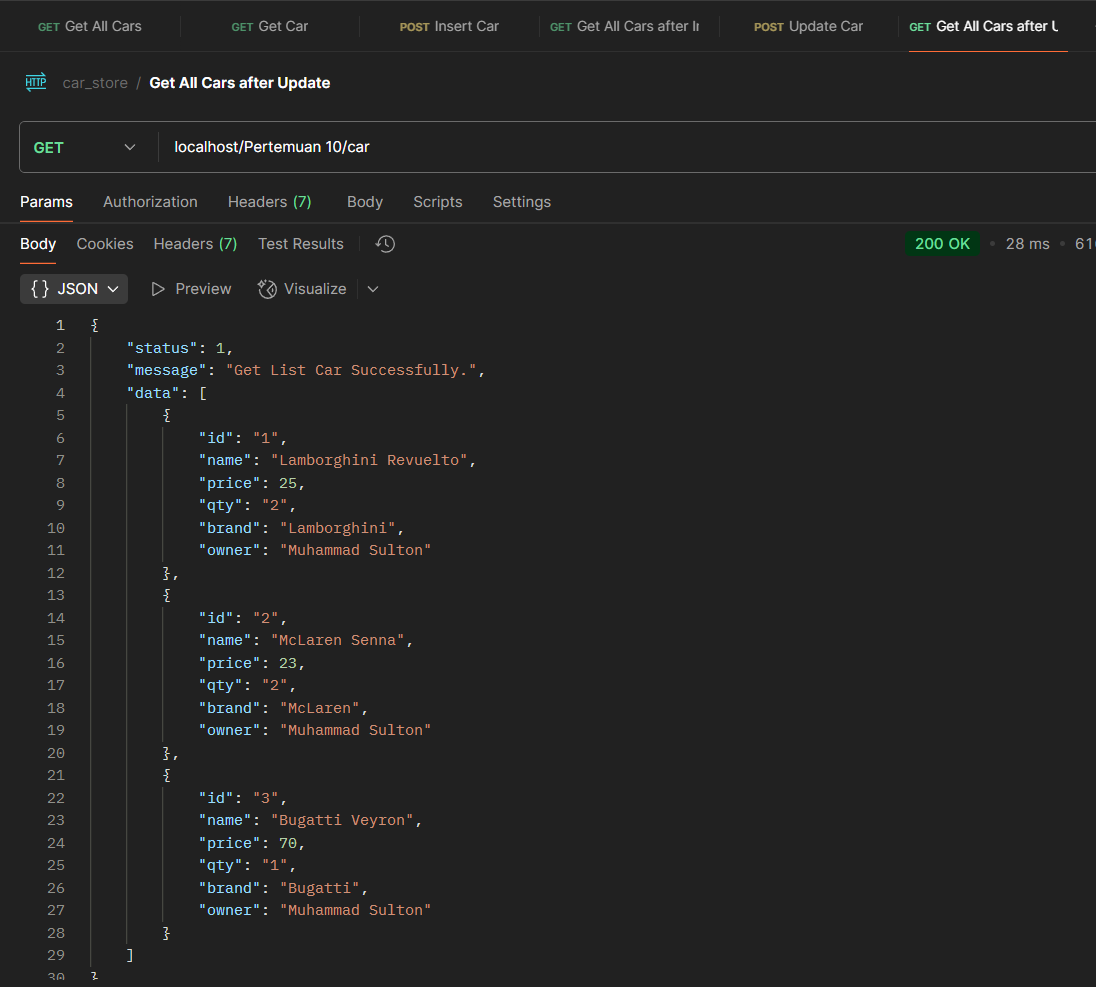 GET Get All Cars GET Get Car POST Insert Car GET Get All Cars after Ir POST Update Car GET Get All Cars after U
HTTP car_store / Get All Cars after Update
GET localhost/Pertemuan 10/car
Params Authorization Headers (7) Body Scripts Settings
Body Cookies Headers (7) Test Results 200 OK • 28 ms •
{} JSON Preview Visualize
1 {
2 "status": 1,
3 "message": "Get List Car Successfully.",
4 "data": [
5 {
6 "id": "1",
7 "name": "Lamborghini Revuelto",
8 "price": 25,
9 "qty": "2",
10 "brand": "Lamborghini",
11 "owner": "Muhammad Sulton"
12 },
13 {
14 "id": "2",
15 "name": "McLaren Senna",
16 "price": 23,
17 "qty": "2",
18 "brand": "McLaren",
19 "owner": "Muhammad Sulton"
20 },
21 {
22 "id": "3",
23 "name": "Bugatti Veyron",
24 "price": 70,
25 "qty": "1",
26 "brand": "Bugatti",
27 "owner": "Muhammad Sulton"
28 }
29 ]
30 }